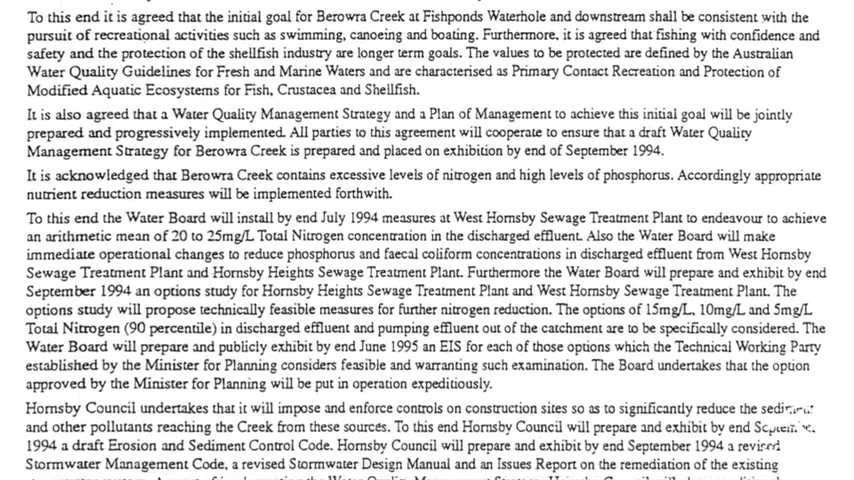 To this end it is agreed that the initial goal for Berowra Creek at Fishponds Waterhole and downstream shall be consistent with the
pursuit of recreational activities such as swimming, canoeing and boating. Furthermore, it is agreed that fishing with confidence and
safety and the protection of the shellfish industry are longer term goals. The values to be protected are defined by the Australian
Water Quality Guidelines for Fresh and Marine Waters and are characterised as Primary Contact Recreation and Protection of
Modified Aquatic Ecosystems for Fish, Crustacea and Shellfish.
It is also agreed that a Water Quality Management Strategy and a Plan of Management to achieve this initial goal will be jointly
prepared and progressively implemented. All parties to this agreement will cooperate to ensure that a draft Water Quality
Management Strategy for Berowra Creek is prepared and placed on exhibition by end of September 1994.
It is acknowledged that Berowra Creek contains excessive levels of nitrogen and high levels of phosphorus. Accordingly appropriate
nutrient reduction measures will be implemented forthwith.
To this end the Water Board will install by end July 1994 measures at West Hornsby Sewage Treatment Plant to endeavour to achieve
an arithmetic mean of 20 to 25mg/L Total Nitrogen concentration in the discharged effluent. Also the Water Board will make
immediate operational changes to reduce phosphorus and faecal coliform concentrations in discharged effluent from West Hornsby
Sewage Treatment Plant and Hornsby Heights Sewage Treatment Plant. Furthermore the Water Board will prepare and exhibit by end
September 1994 an options study for Hornsby Heights Sewage Treatment Plant and West Hornsby Sewage Treatment Plant. The
options study will propose technically feasible measures for further nitrogen reduction. The options of 15mg/L, 10mg/L and 5mg/L
Total Nitrogen (90 percentile) in discharged effluent and pumping effluent out of the catchment are to be specifically considered. The
Water Board will prepare and publicly exhibit by end June 1995 an EIS for each of those options which the Technical Working Party
established by the Minister for Planning considers feasible and warranting such examination. The Board undertakes that the option
approved by the Minister for Planning will be put in operation expeditiously.
Hornsby Council undertakes that it will impose and enforce controls on construction sites so as to significantly reduce the
and other pollutants reaching the Creek from these sources. To this end Hornsby Council will prepare and exhibit by end
1994 a draft Erosion and Sediment Control Code. Hornsby Council will prepare and exhibit by end September 1994 a revised
Stormwater Management Code, a revised Stormwater Design Manual and an Issues Report on the remediation of the existing